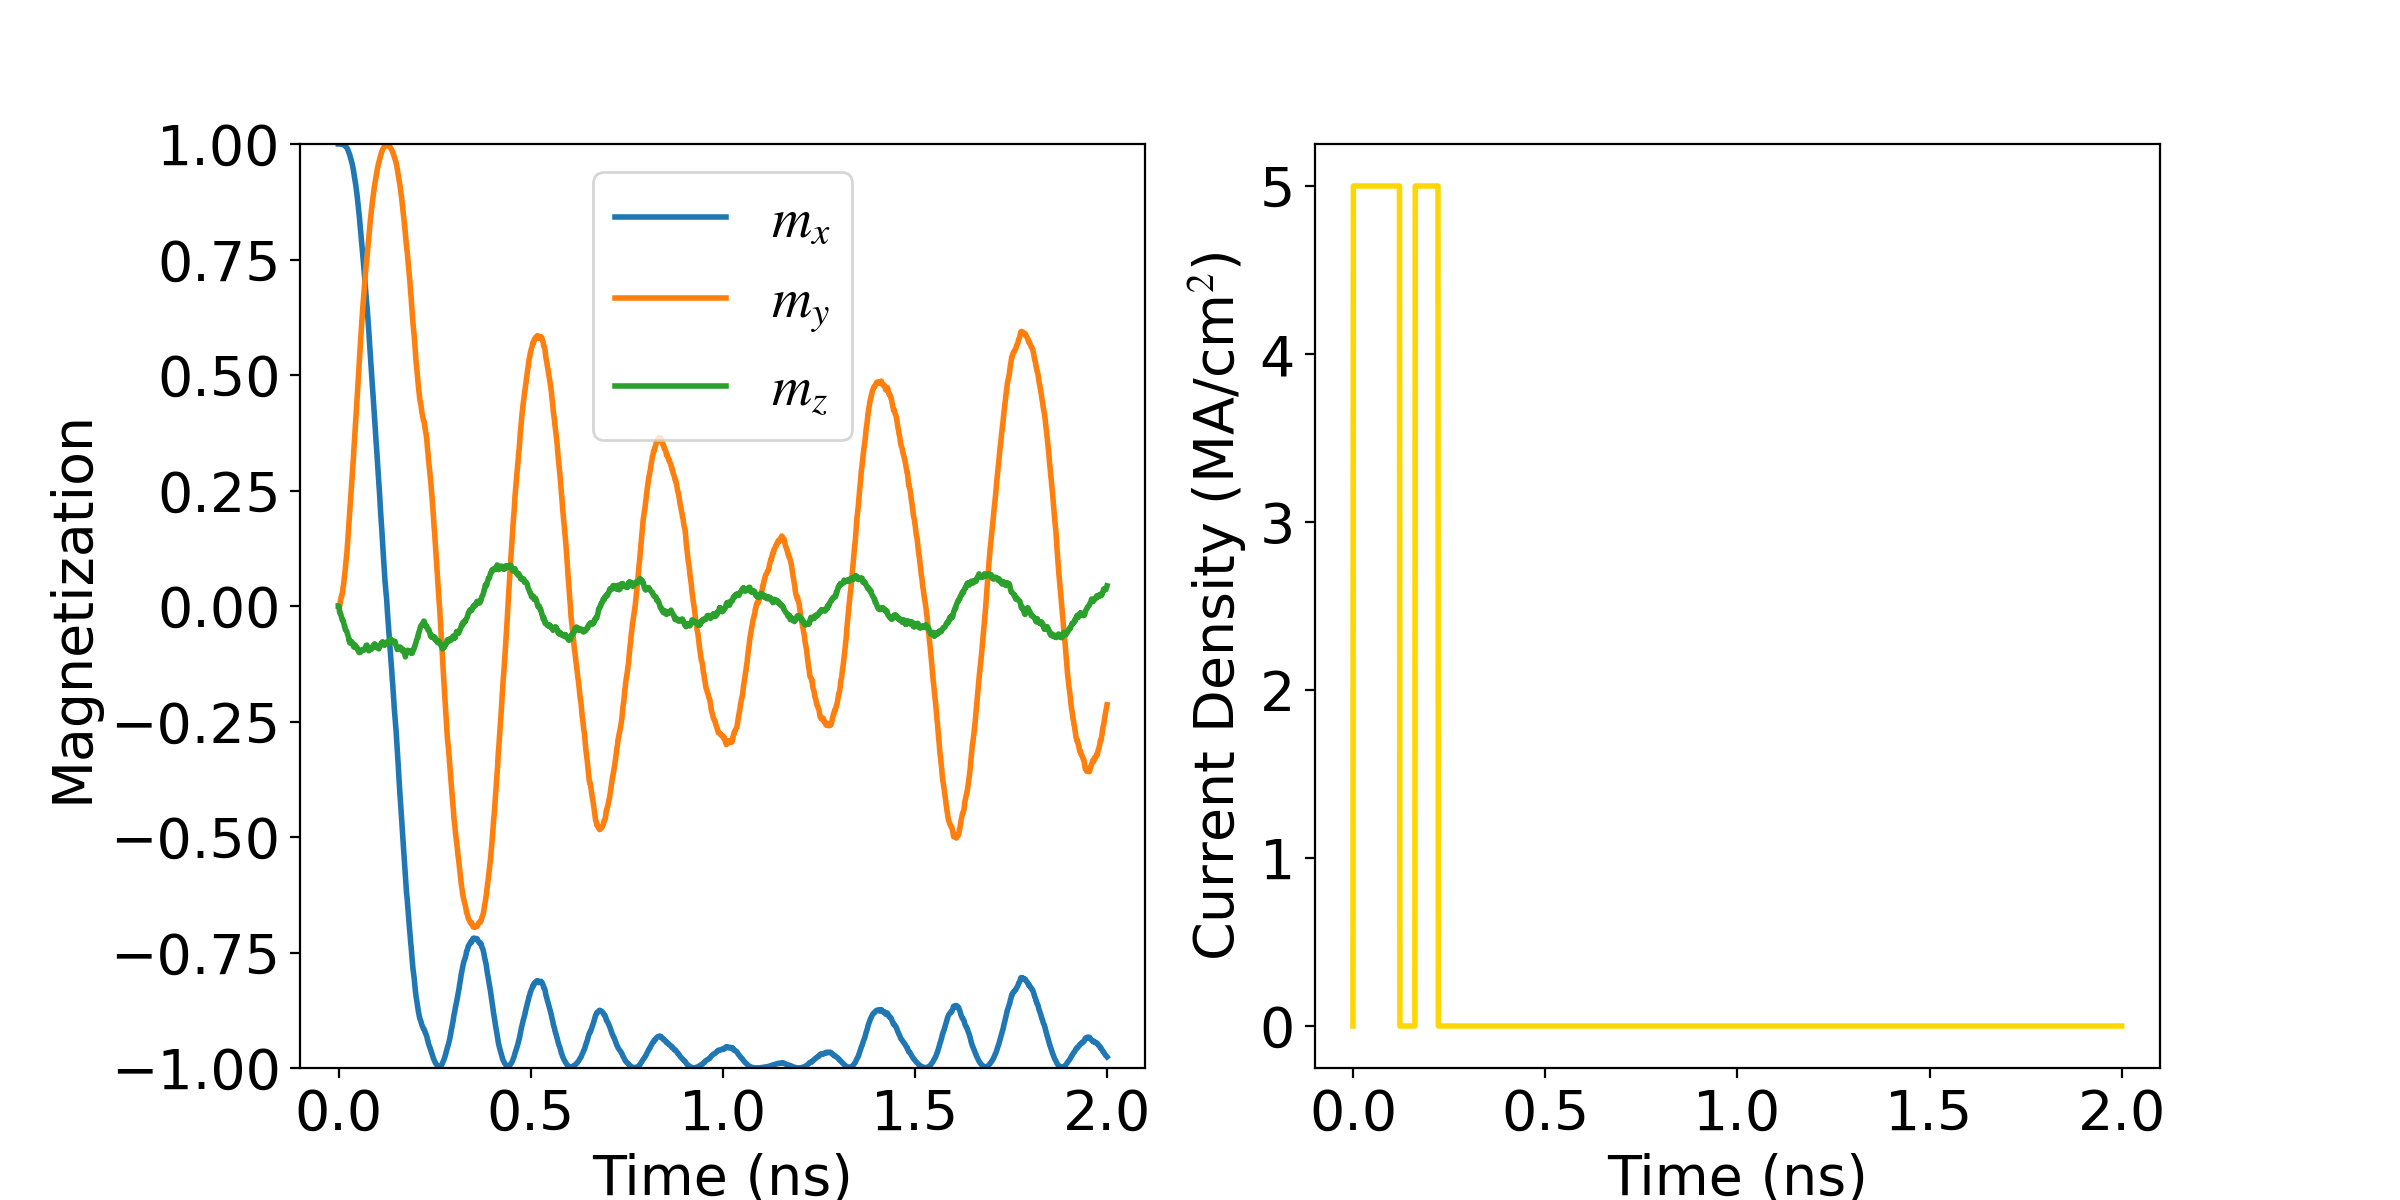 1.00
0.75
0.50
0.25
0.00
−0.25
−0.50
−0.75
−1.00
Magnetization
0.0 0.5 1.0 1.5 2.0
Time (ns)
m_x
m_y
m_z
5
4
3
2
1
0
Current Density (MA/cm²)
0.0 0.5 1.0 1.5 2.0
Time (ns)